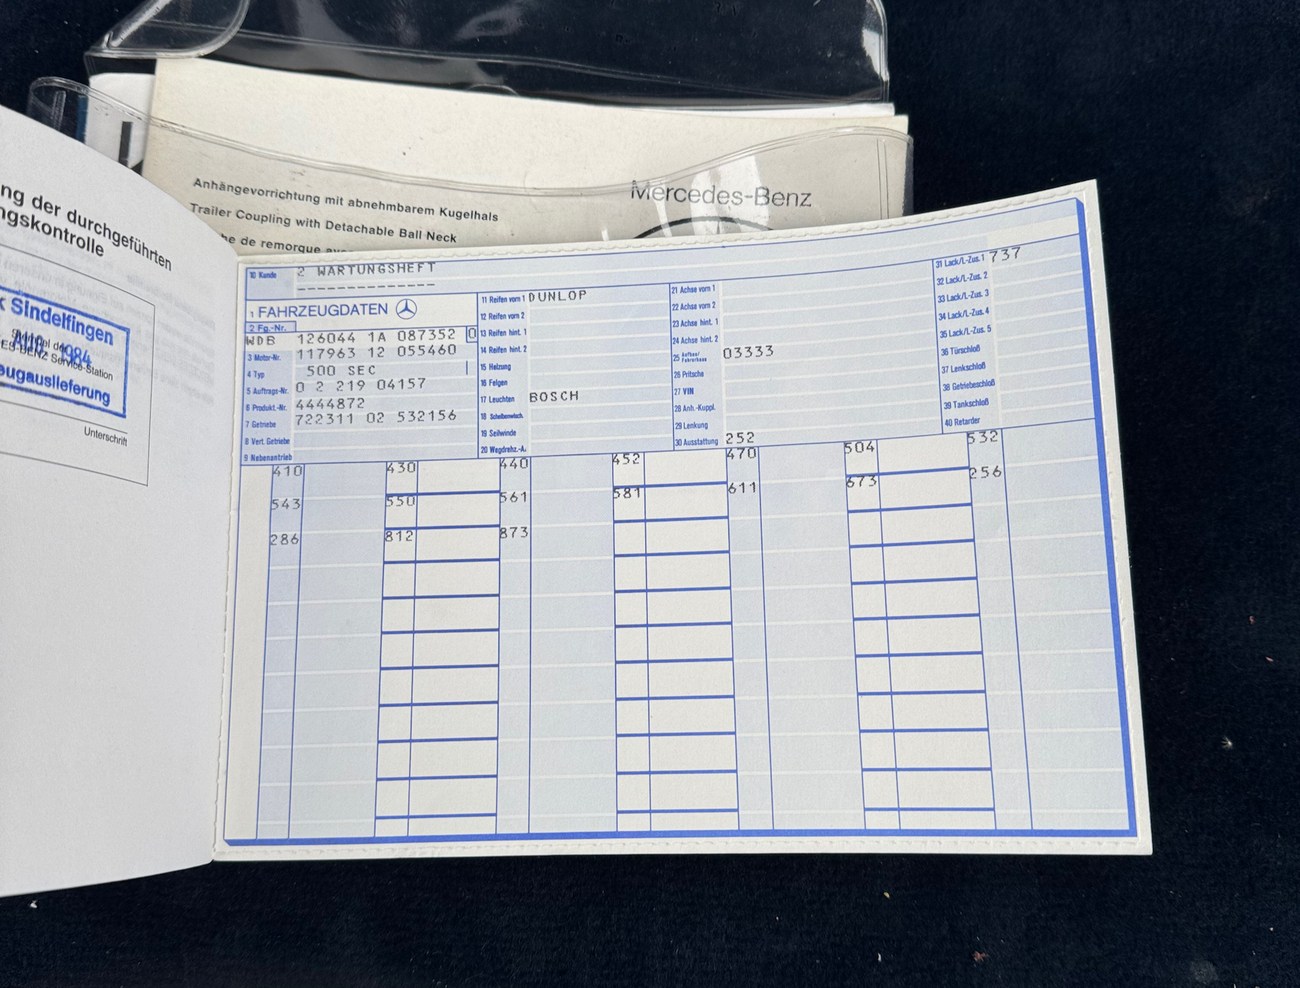 Anhängevorrichtung mit abnehmbarem Kugelhals
Mercedes-Benz
Trailer Coupling with Detachable Ball Neck
de remorque
ng der durchgeführten
ngskontrolle
Sindelfingen
AUG. 1984
Service-Station
eugauslieferung
Unterschrift
10 Kunde 2 WARTUNGSHEFT
--------------
1 FAHRZEUGDATEN
2 Fg.-Nr.
WDB 126044 1A 087352 0
3 Motor-Nr. 117963 12 055460
4 Typ 500 SEC
5 Auftrags-Nr. 0 2 219 04157
6 Produkt.-Nr. 4444872
7 Getriebe 722311 02 532156
8 Vert. Getriebe
9 Nebenantrieb
11 Reifen vorn 1 DUNLOP
12 Reifen vorn 2
13 Reifen hint. 1
14 Reifen hint. 2
15 Heizung
16 Felgen
17 Leuchten BOSCH
18 Scheibenwisch.
19 Seilwinde
20 Wegdrehz.-A.
21 Achse vorn 1
22 Achse vorn 2
23 Achse hint. 1
24 Achse hint. 2
25 Aufbau/Fahrerhaus 03333
26 Pritsche
27 VIN
28 Anh.-Kuppl.
29 Lenkung
30 Ausstattung 252
31 Lack/L-Zus. 1 737
32 Lack/L-Zus. 2
33 Lack/L-Zus. 3
34 Lack/L-Zus. 4
35 Lack/L-Zus. 5
36 Türschloß
37 Lenkschloß
38 Getriebeschloß
39 Tankschloß
40 Retarder
410 430 440 452 470 504 532
543 550 561 581 611 673 256
286 812 873